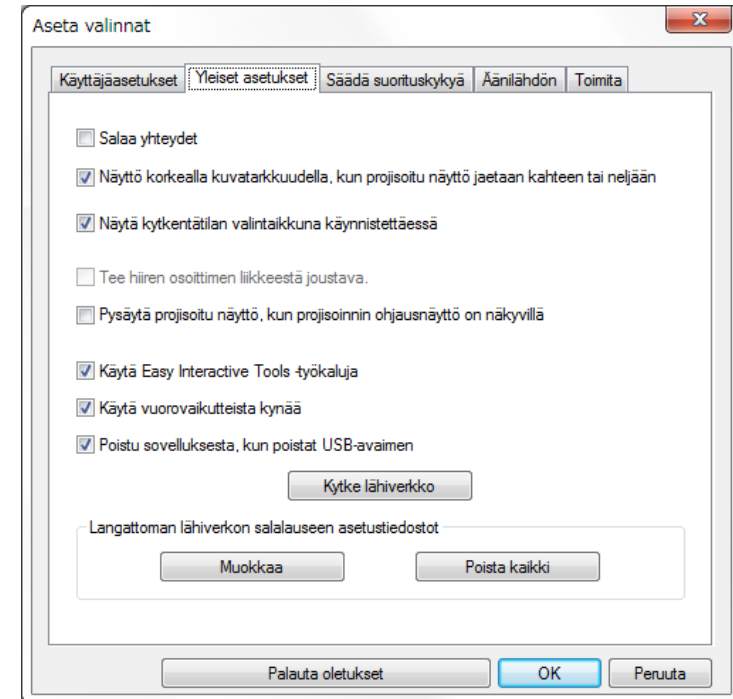 Aseta valinnat
Käyttäjäasetukset Yleiset asetukset Säädä suorituskykyä Äänilähdön Toimita
Salaa yhteydet
Näyttö korkealla kuvatarkkuudella, kun projisoitu näyttö jaetaan kahteen tai neljään
Näytä kytkentätilan valintaikkuna käynnistettäessä
Tee hiiren osoittimen liikkeestä joustava.
Pysäytä projisoitu näyttö, kun projisoinnin ohjausnäyttö on näkyvillä
Käytä Easy Interactive Tools -työkaluja
Käytä vuorovaikutteista kynää
Poistu sovelluksesta, kun poistat USB-avaimen
Kytke lähiverkko
Langattoman lähiverkon salalauseen asetustiedostot
Muokkaa Poista kaikki
Palauta oletukset OK Peruuta